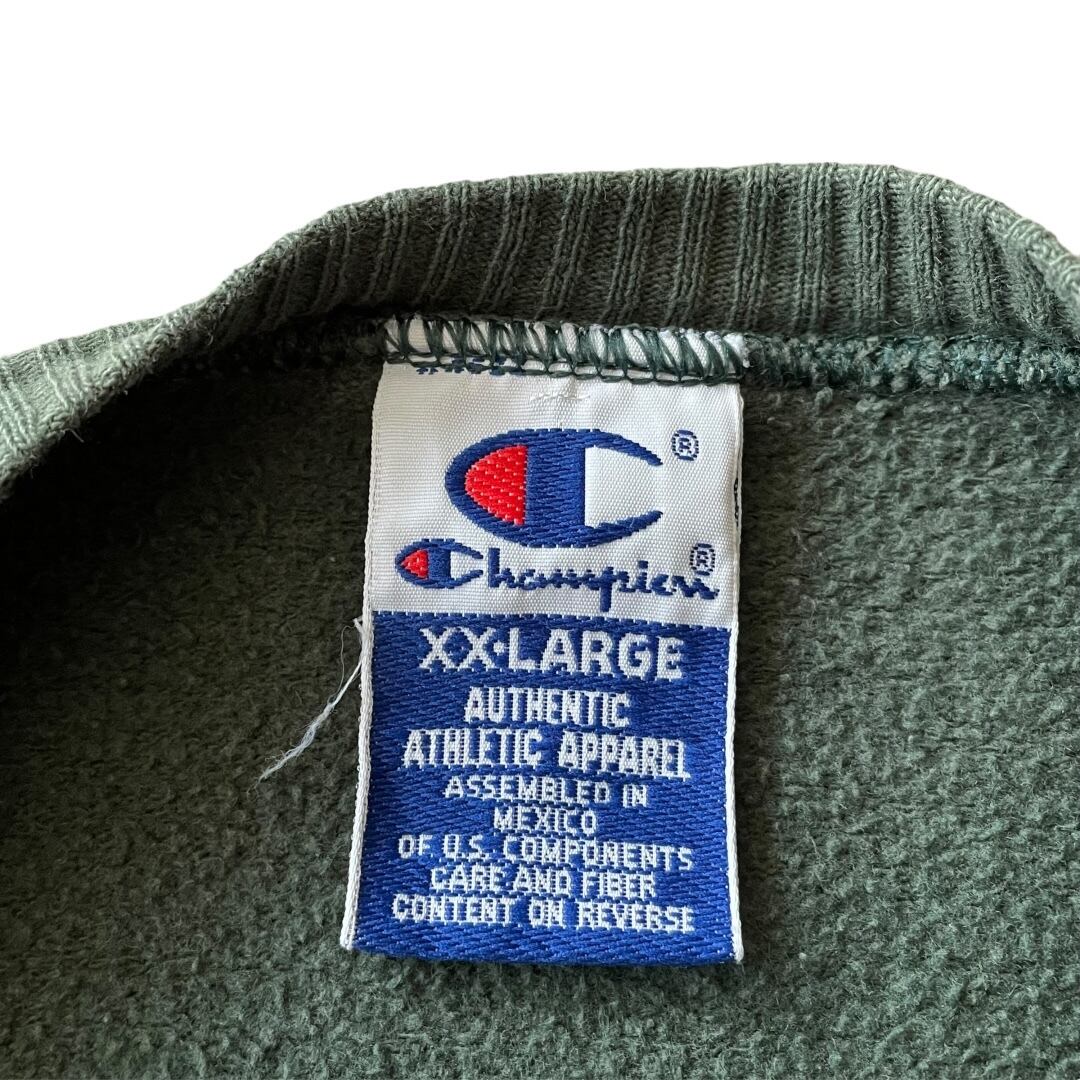 C ®
Champion ®
XX·LARGE
AUTHENTIC
ATHLETIC APPAREL
ASSEMBLED IN
MEXICO
OF U.S. COMPONENTS
CARE AND FIBER
CONTENT ON REVERSE